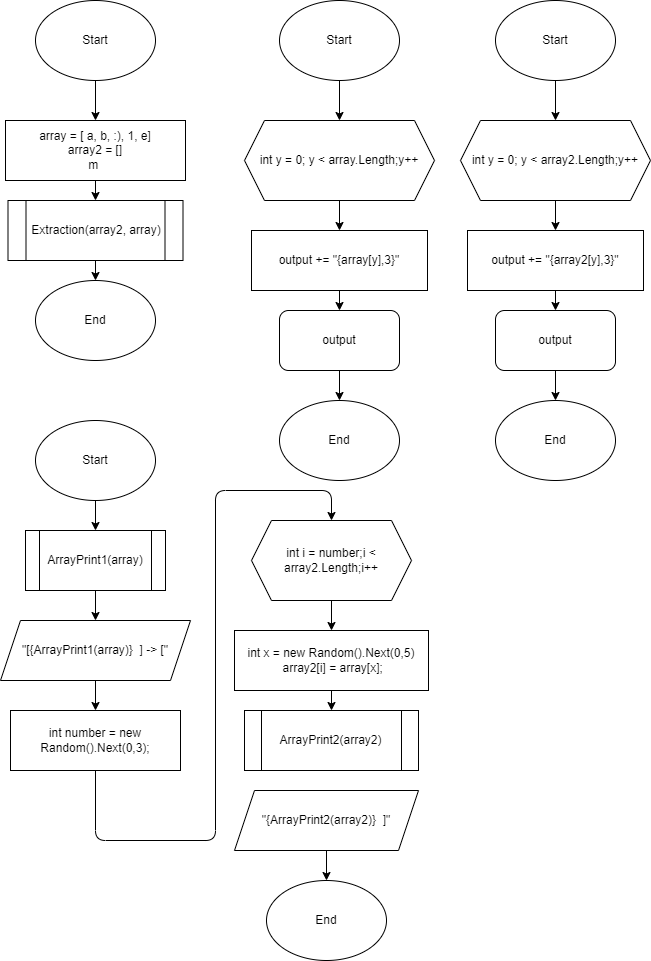 Start
array = [ a, b, :), 1, e]
array2 = []
m
Extraction(array2, array)
End
Start
int y = 0; y < array.Length;y++
output += "{array[y],3}"
output
End
Start
int y = 0; y < array2.Length;y++
output += "{array2[y],3}"
output
End
Start
ArrayPrint1(array)
"[{ArrayPrint1(array)}  ] -> ["
int number = new
Random().Next(0,3);
int i = number;i <
array2.Length;i++
int x = new Random().Next(0,5)
array2[i] = array[x];
ArrayPrint2(array2)
"{ArrayPrint2(array2)}  ]"
End